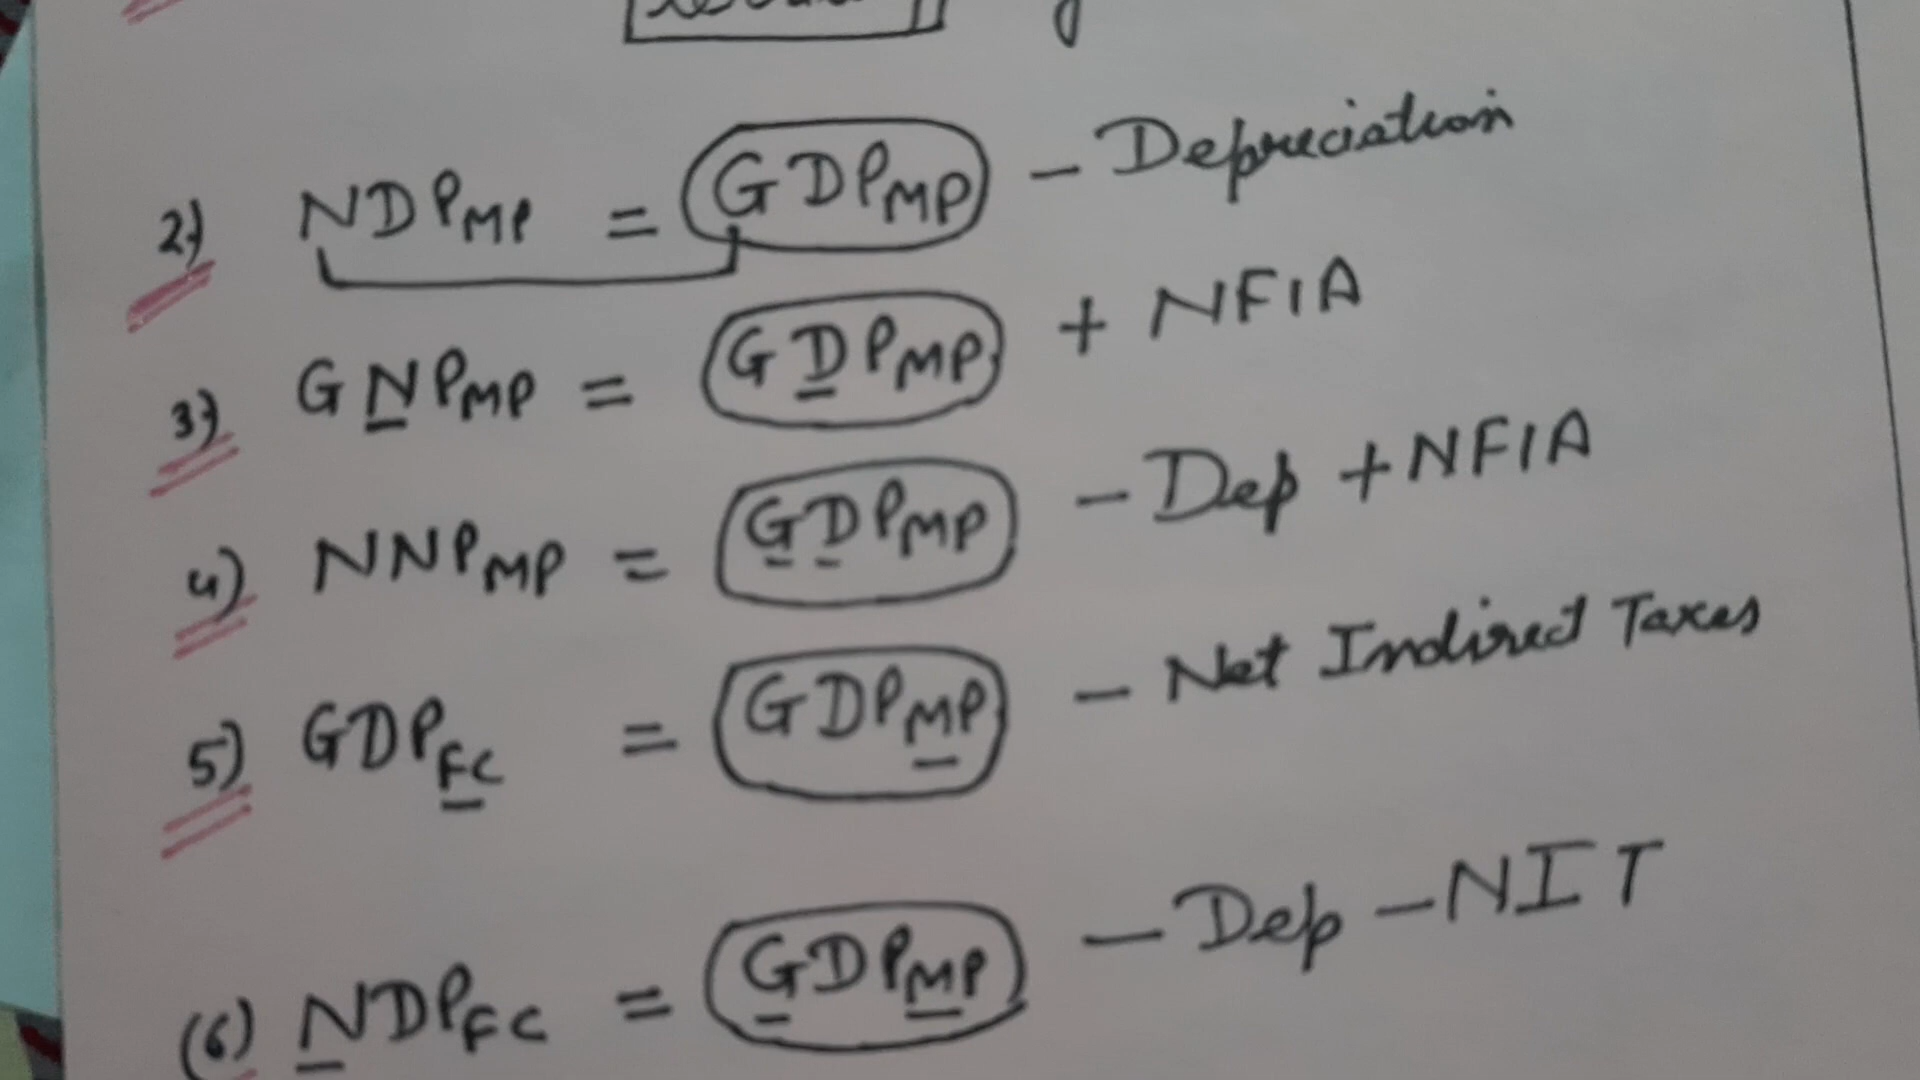 2) NDPMP = GDPMP - Depreciation
3) GNPMP = GDPMP + NFIA
4) NNPMP = GDPMP - Dep + NFIA
5) GDPFC = GDPMP - Net Indirect Taxes
(6) NDPFC = GDPMP - Dep - NIT